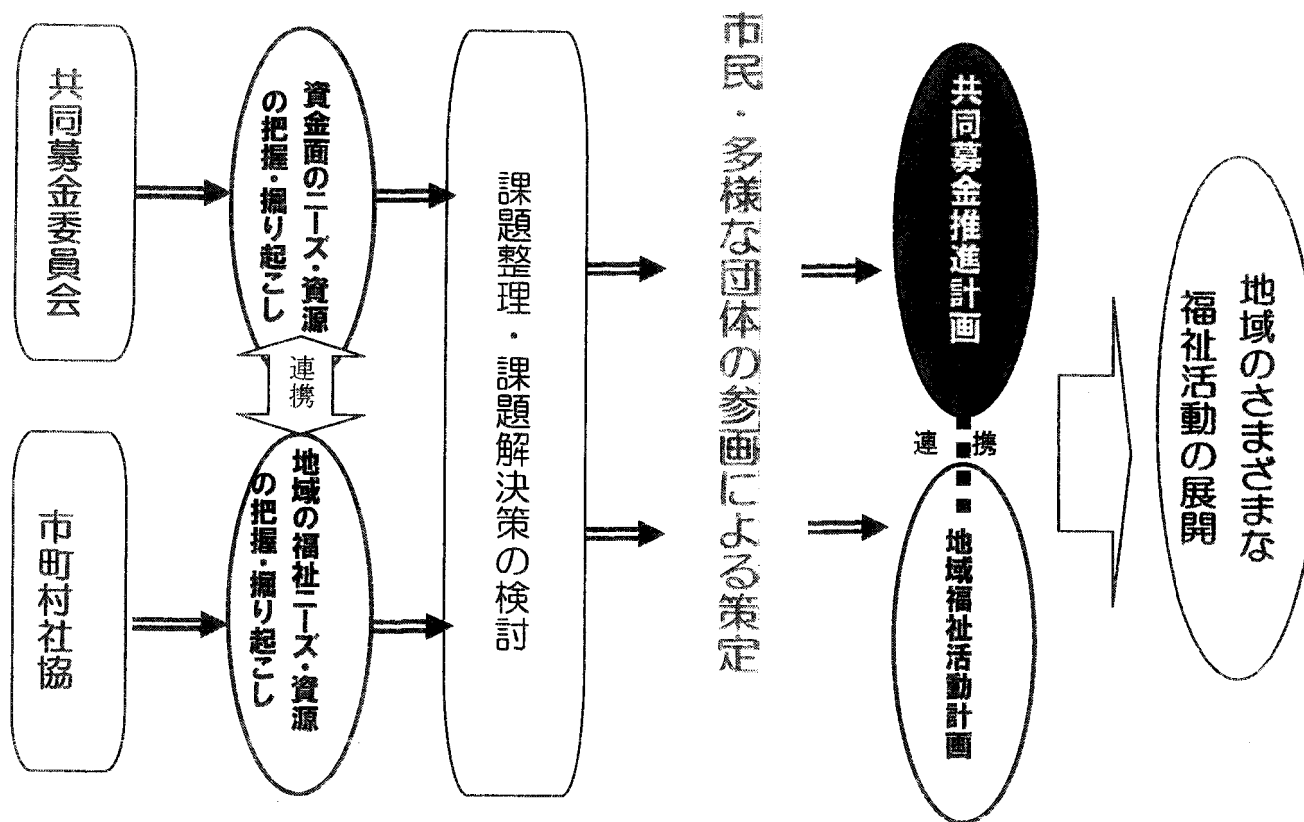 共同募金委員会
資金面のニーズ・資源
の把握・掘り起こし
連携
市町村社協
地域の福祉ニーズ・資源
の把握・掘り起こし
課題整理・課題解決策の検討
市民・多様な団体の参画による策定
共同募金推進計画
連携
地域福祉活動計画
地域のさまざまな
福祉活動の展開